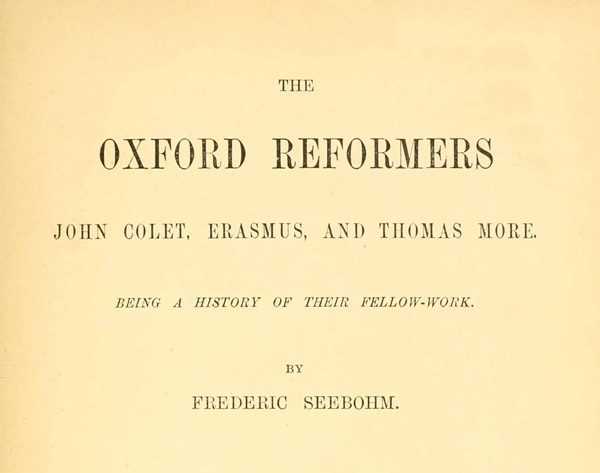 THE
OXFORD REFORMERS
JOHN COLET, ERASMUS, AND THOMAS MORE.
BEING A HISTORY OF THEIR FELLOW-WORK.
BY
FREDERIC SEEBOHM.